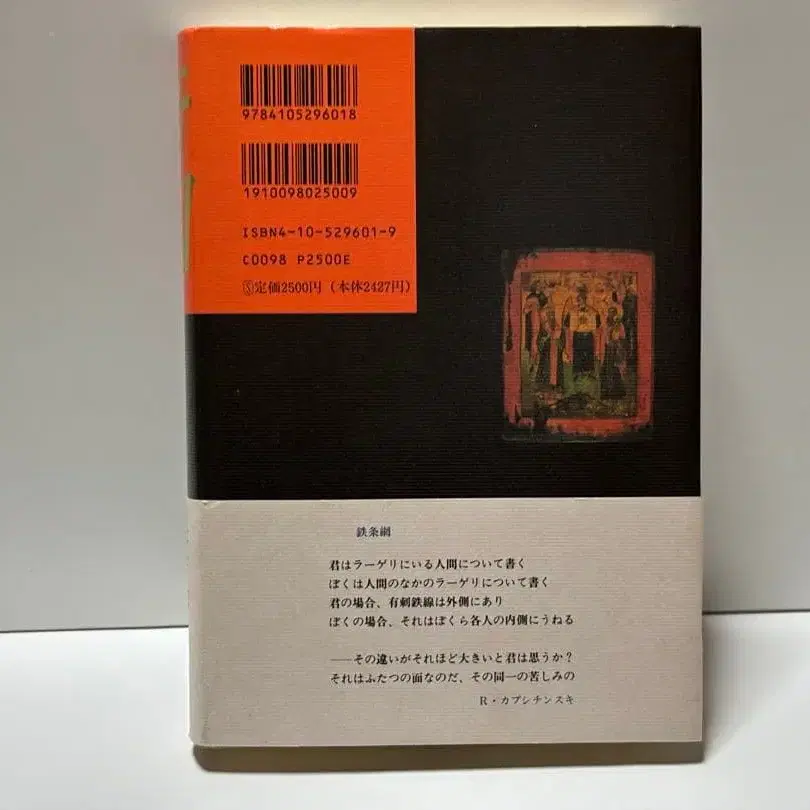 9784105296018
1910098025009
ISBN4-10-529601-9
C0098 P2500E
Ⓢ定価2500円（本体2427円）
鉄条網
君はラーゲリにいる人間について書く
ぼくは人間のなかのラーゲリについて書く
君の場合、有刺鉄線は外側にあり
ぼくの場合、それはぼくら各人の内側にうねる
――その違いがそれほど大きいと君は思うか？
それはふたつの面なのだ、その同一の苦しみの
R・カプシチンスキ